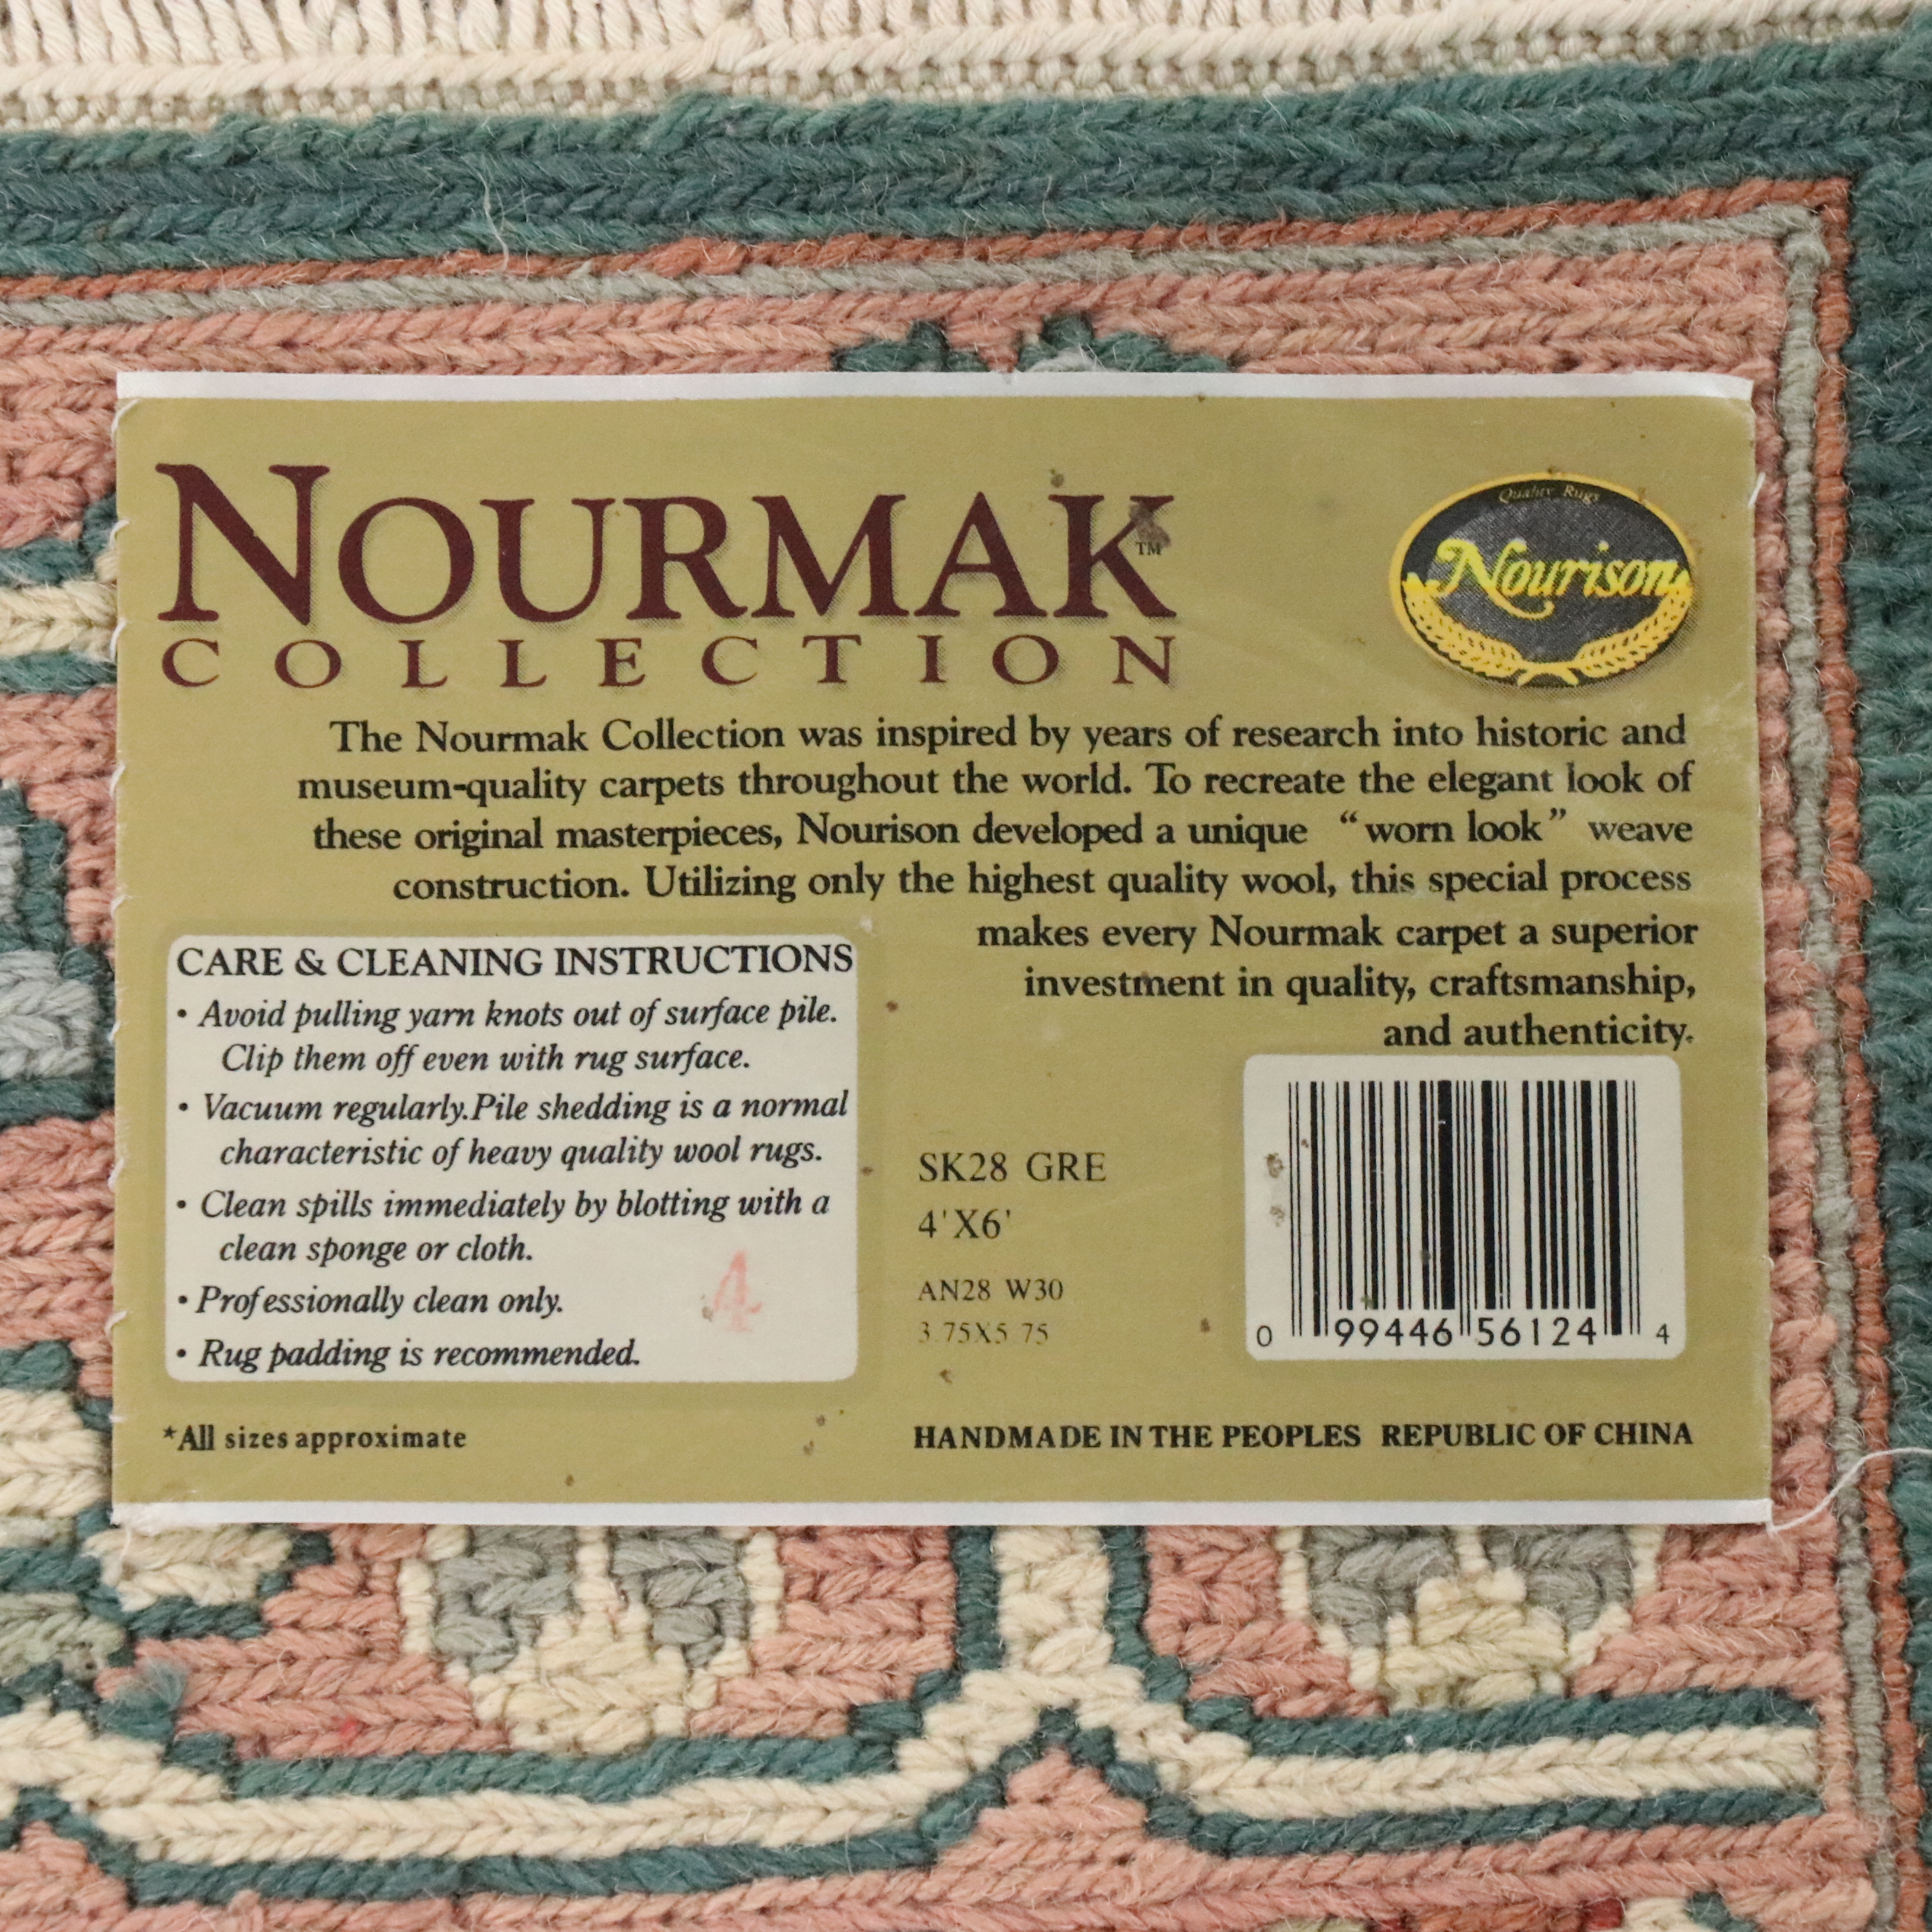 NOURMAK™
COLLECTION
Quality Rugs
Nourison
The Nourmak Collection was inspired by years of research into historic and
museum-quality carpets throughout the world. To recreate the elegant look of
these original masterpieces, Nourison developed a unique “worn look” weave
construction. Utilizing only the highest quality wool, this special process
makes every Nourmak carpet a superior
investment in quality, craftsmanship,
and authenticity.
CARE & CLEANING INSTRUCTIONS
• Avoid pulling yarn knots out of surface pile.
Clip them off even with rug surface.
• Vacuum regularly.Pile shedding is a normal
characteristic of heavy quality wool rugs.
• Clean spills immediately by blotting with a
clean sponge or cloth.
• Professionally clean only.
• Rug padding is recommended.
4
SK28 GRE
4'X6'
AN28 W30
3.75X5 75
0 99446 56124 4
*All sizes approximate
HANDMADE IN THE PEOPLES REPUBLIC OF CHINA